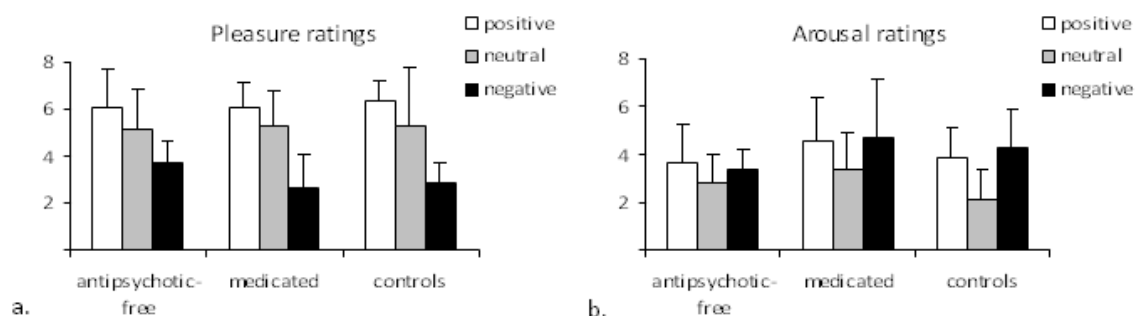 Pleasure ratings
positive
neutral
negative
8
6
4
2
antipsychotic-
free
medicated
controls
a.
Arousal ratings
positive
neutral
negative
8
6
4
2
antipsychotic-
free
medicated
controls
b.